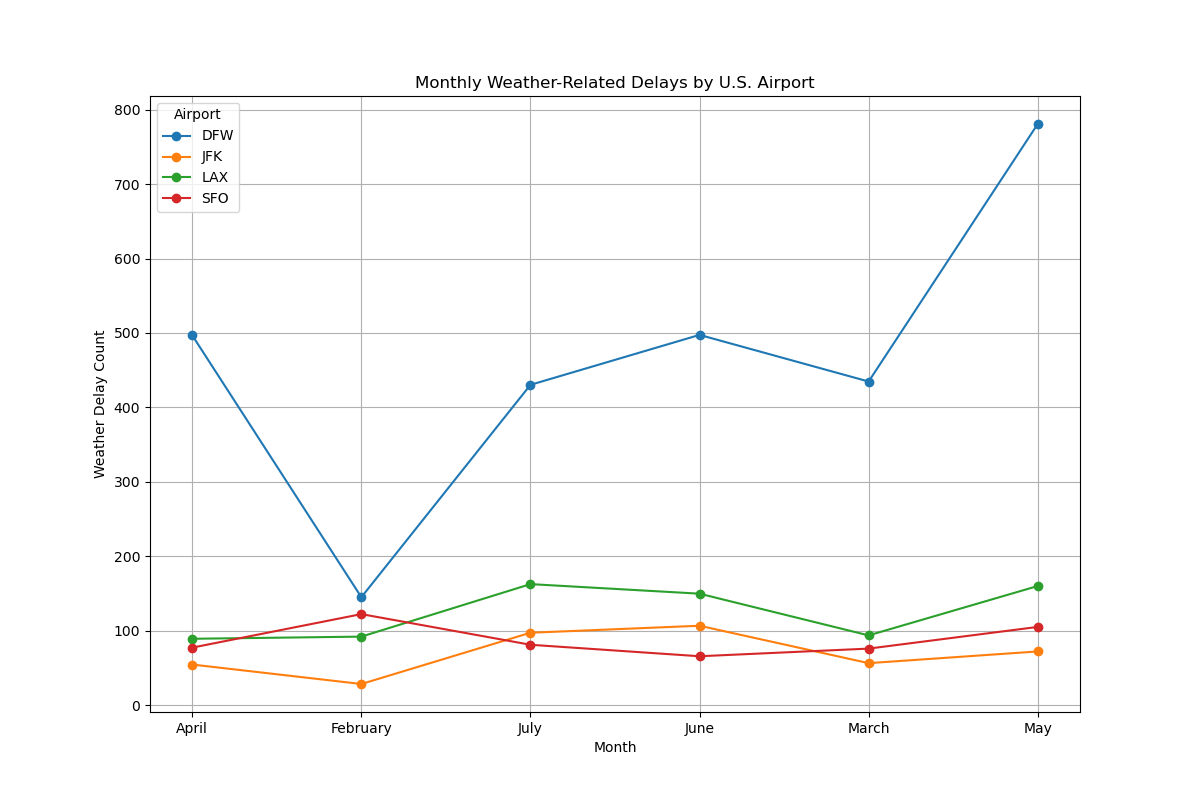 Monthly Weather-Related Delays by U.S. Airport
Airport
DFW
JFK
LAX
SFO
Weather Delay Count
800
700
600
500
400
300
200
100
0
April February July June March May
Month